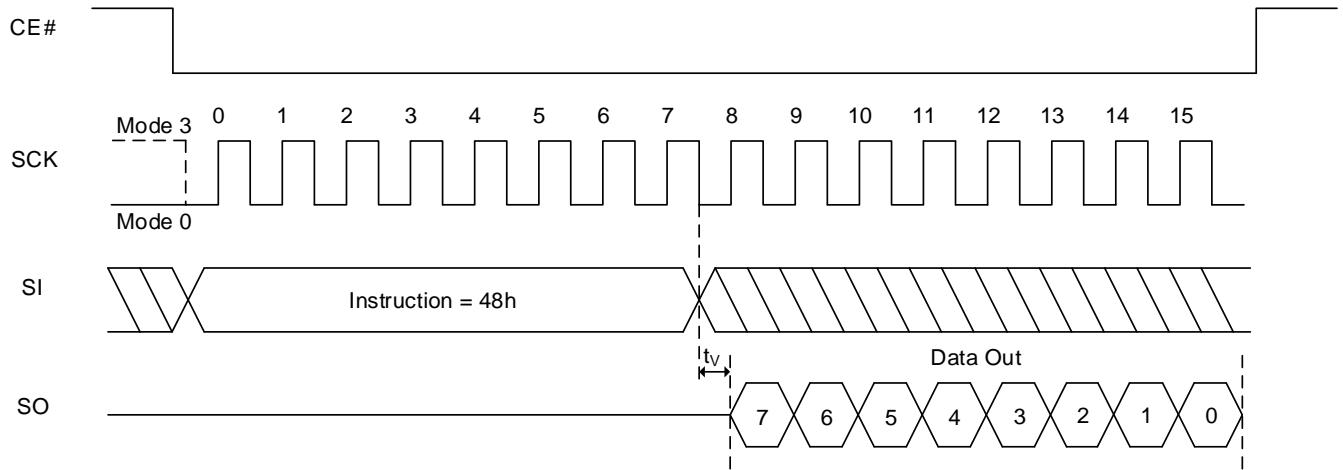 CE#
0 1 2 3 4 5 6 7 8 9 10 11 12 13 14 15
Mode 3
SCK
Mode 0
SI
Instruction = 48h
tV
Data Out
SO
7 6 5 4 3 2 1 0